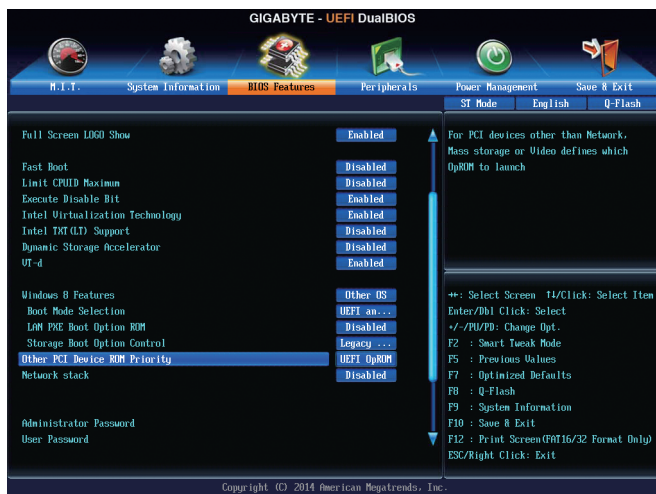 GIGABYTE - UEFI DualBIOS
M.I.T. System Information BIOS Features Peripherals Power Management Save & Exit
ST Mode English Q-Flash
Full Screen LOGO Show Enabled
Fast Boot Disabled
Limit CPUID Maximum Disabled
Execute Disable Bit Enabled
Intel Virtualization Technology Enabled
Intel TXT(LT) Support Disabled
Dynamic Storage Accelerator Disabled
VT-d Enabled
Windows 8 Features Other OS
Boot Mode Selection UEFI an...
LAN PXE Boot Option ROM Disabled
Storage Boot Option Control Legacy ...
Other PCI Device ROM Priority UEFI OpROM
Network stack Disabled
Administrator Password
User Password
For PCI devices other than Network,
Mass storage or Video defines which
OpROM to launch
→←: Select Screen ↑↓/Click: Select Item
Enter/Dbl Click: Select
+/-/PU/PD: Change Opt.
F2 : Smart Tweak Mode
F5 : Previous Values
F7 : Optimized Defaults
F8 : Q-Flash
F9 : System Information
F10 : Save & Exit
F12 : Print Screen(FAT16/32 Format Only)
ESC/Right Click: Exit
Copyright (C) 2014 American Megatrends, Inc.